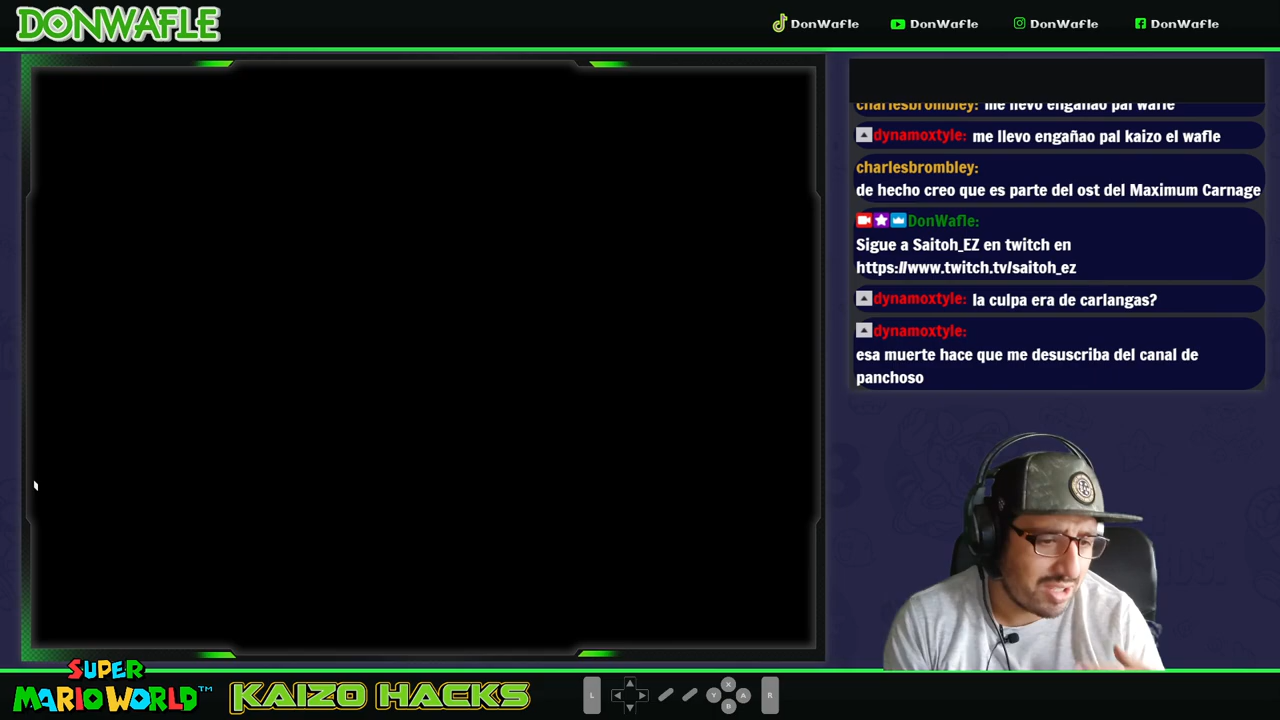 DONWAFLE
DonWafle
DonWafle
DonWafle
DonWafle
charlesbrombley: me llevo engañao pal wafle
dynamoxtyle: me llevo engañao pal kaizo el wafle
charlesbrombley:
de hecho creo que es parte del ost del Maximum Carnage
DonWafle:
Sigue a Saitoh_EZ en twitch en
https://www.twitch.tv/saitoh_ez
dynamoxtyle: la culpa era de carlangas?
dynamoxtyle:
esa muerte hace que me desuscriba del canal de
panchoso
SUPER
MARIO WORLD™
KAIZO HACKS
L
X
Y
A
B
R